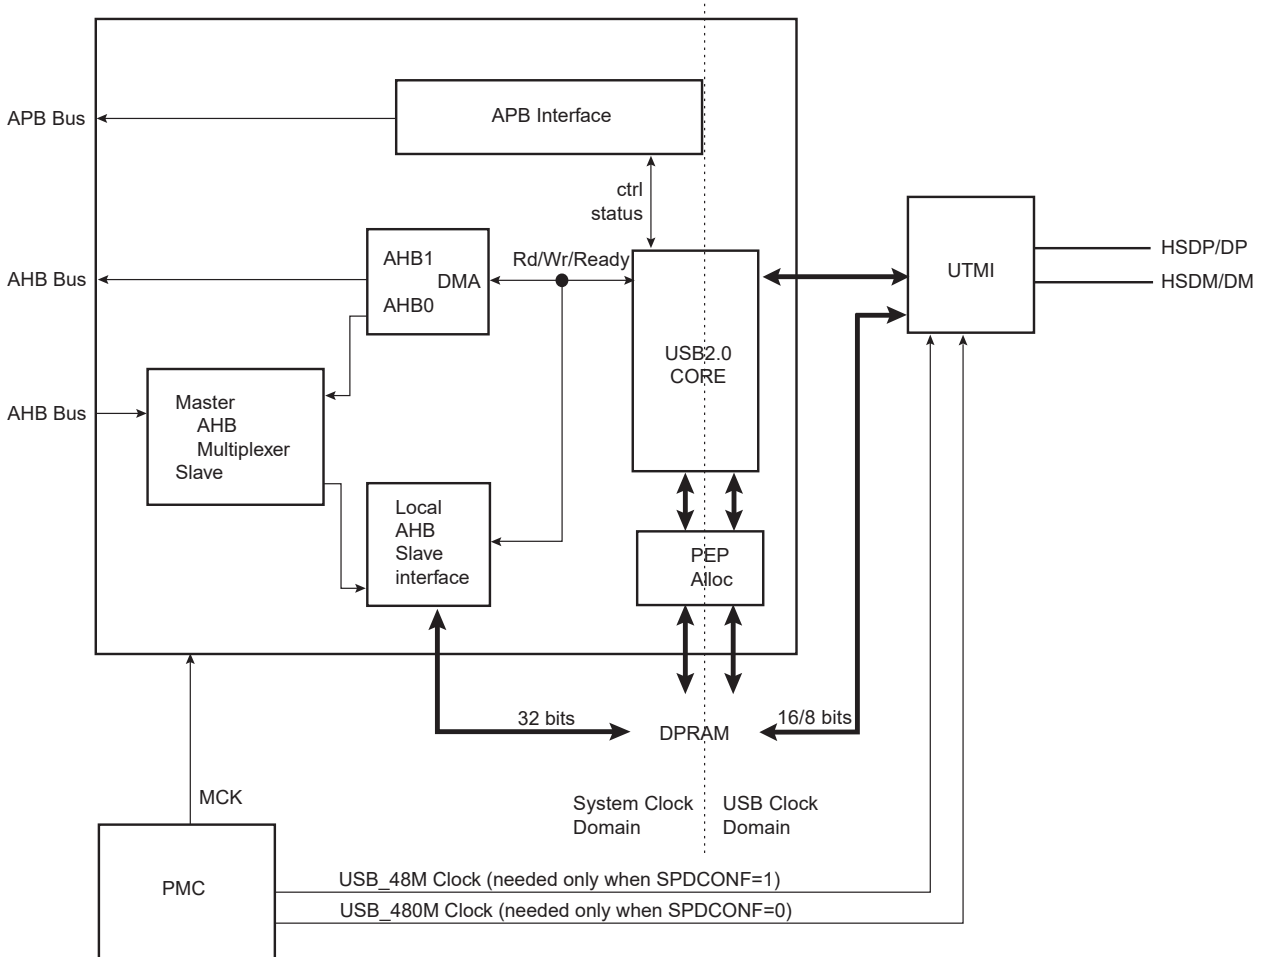 APB Bus
APB Interface
ctrl
status
AHB Bus
AHB1
DMA
AHB0
Rd/Wr/Ready
USB2.0
CORE
UTMI
HSDP/DP
HSDM/DM
AHB Bus
Master
AHB
Multiplexer
Slave
Local
AHB
Slave
interface
PEP
Alloc
32 bits
DPRAM
16/8 bits
MCK
System Clock
Domain
USB Clock
Domain
PMC
USB_48M Clock (needed only when SPDCONF=1)
USB_480M Clock (needed only when SPDCONF=0)